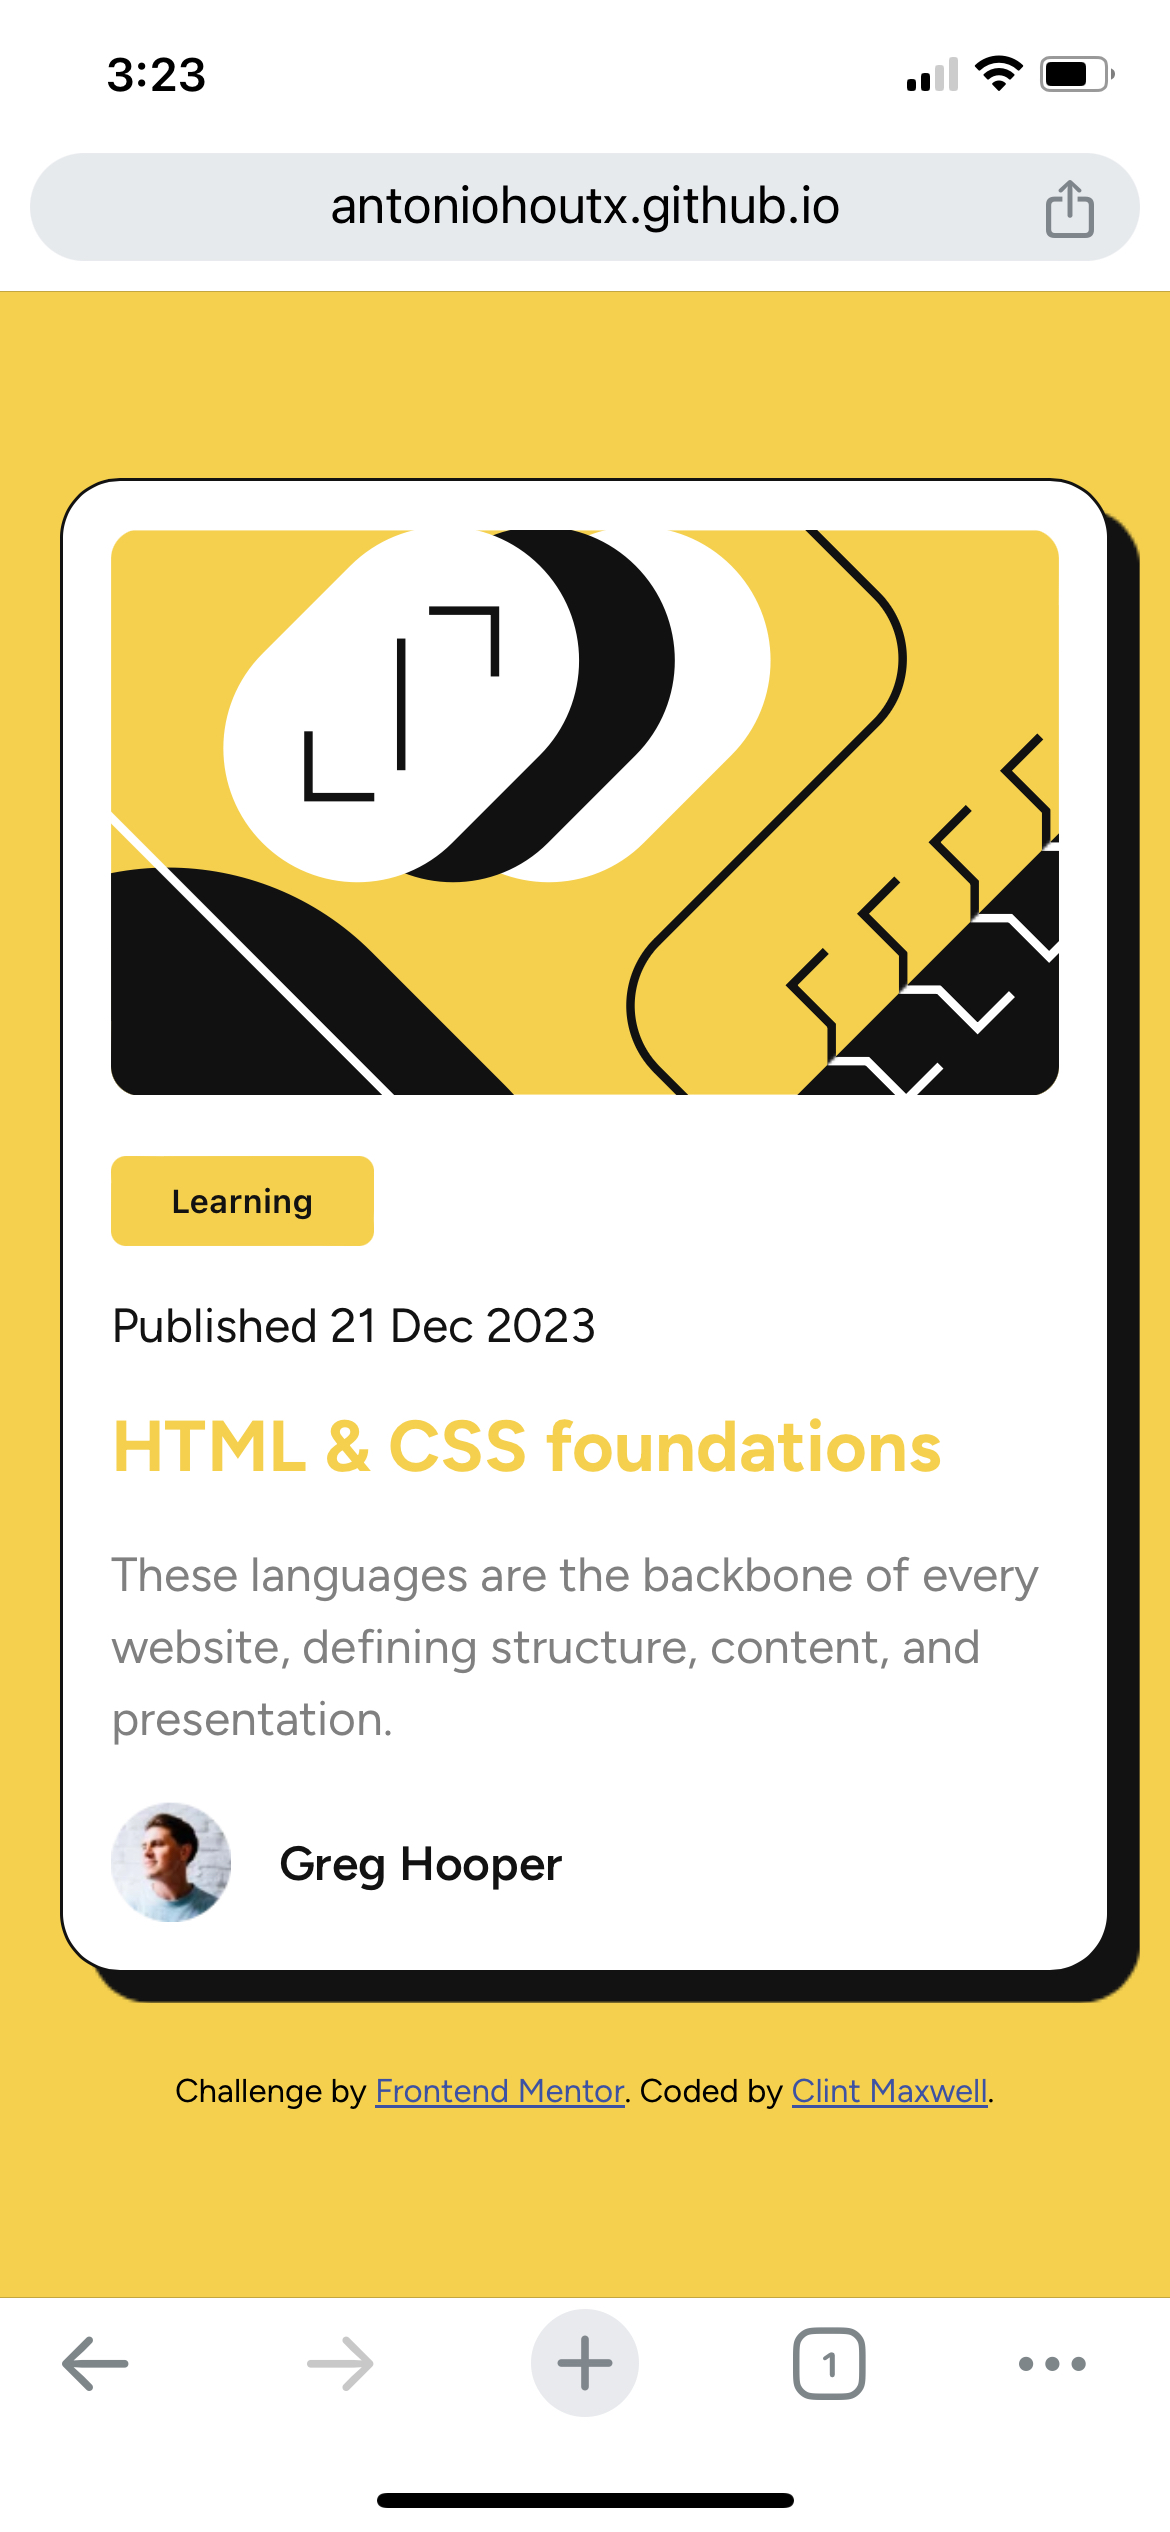 3:23
antoniohoutx.github.io
Learning
Published 21 Dec 2023
HTML & CSS foundations
These languages are the backbone of every
website, defining structure, content, and
presentation.
Greg Hooper
Challenge by Frontend Mentor. Coded by Clint Maxwell.
1